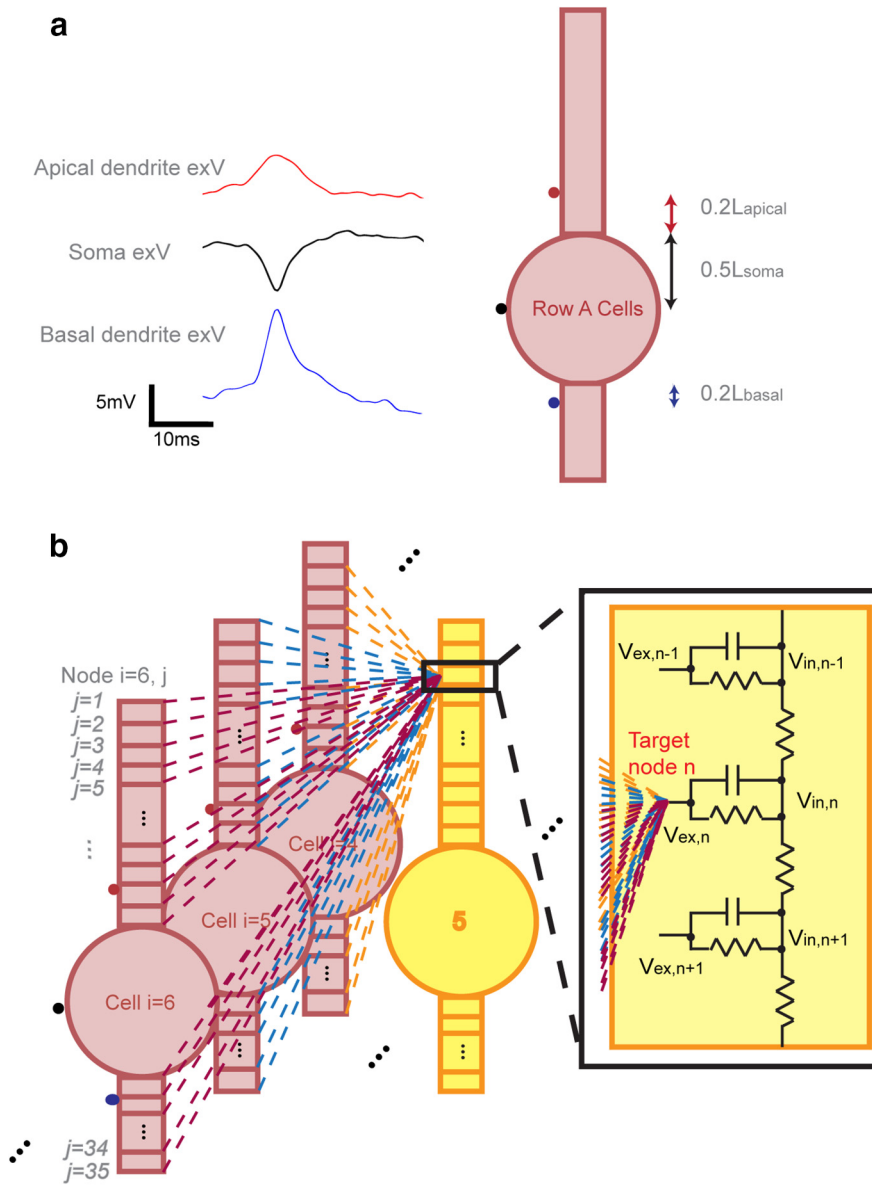 a
Apical dendrite exV
Soma exV
Basal dendrite exV
5mV
10ms
Row A Cells
0.2Lapical
0.5Lsoma
0.2Lbasal
b
Node i=6, j
j=1
j=2
j=3
j=4
j=5
...
j=34
j=35
Cell i=4
Cell i=5
Cell i=6
5
Vex,n-1
Vin,n-1
Target
node n
Vex,n
Vin,n
Vex,n+1
Vin,n+1